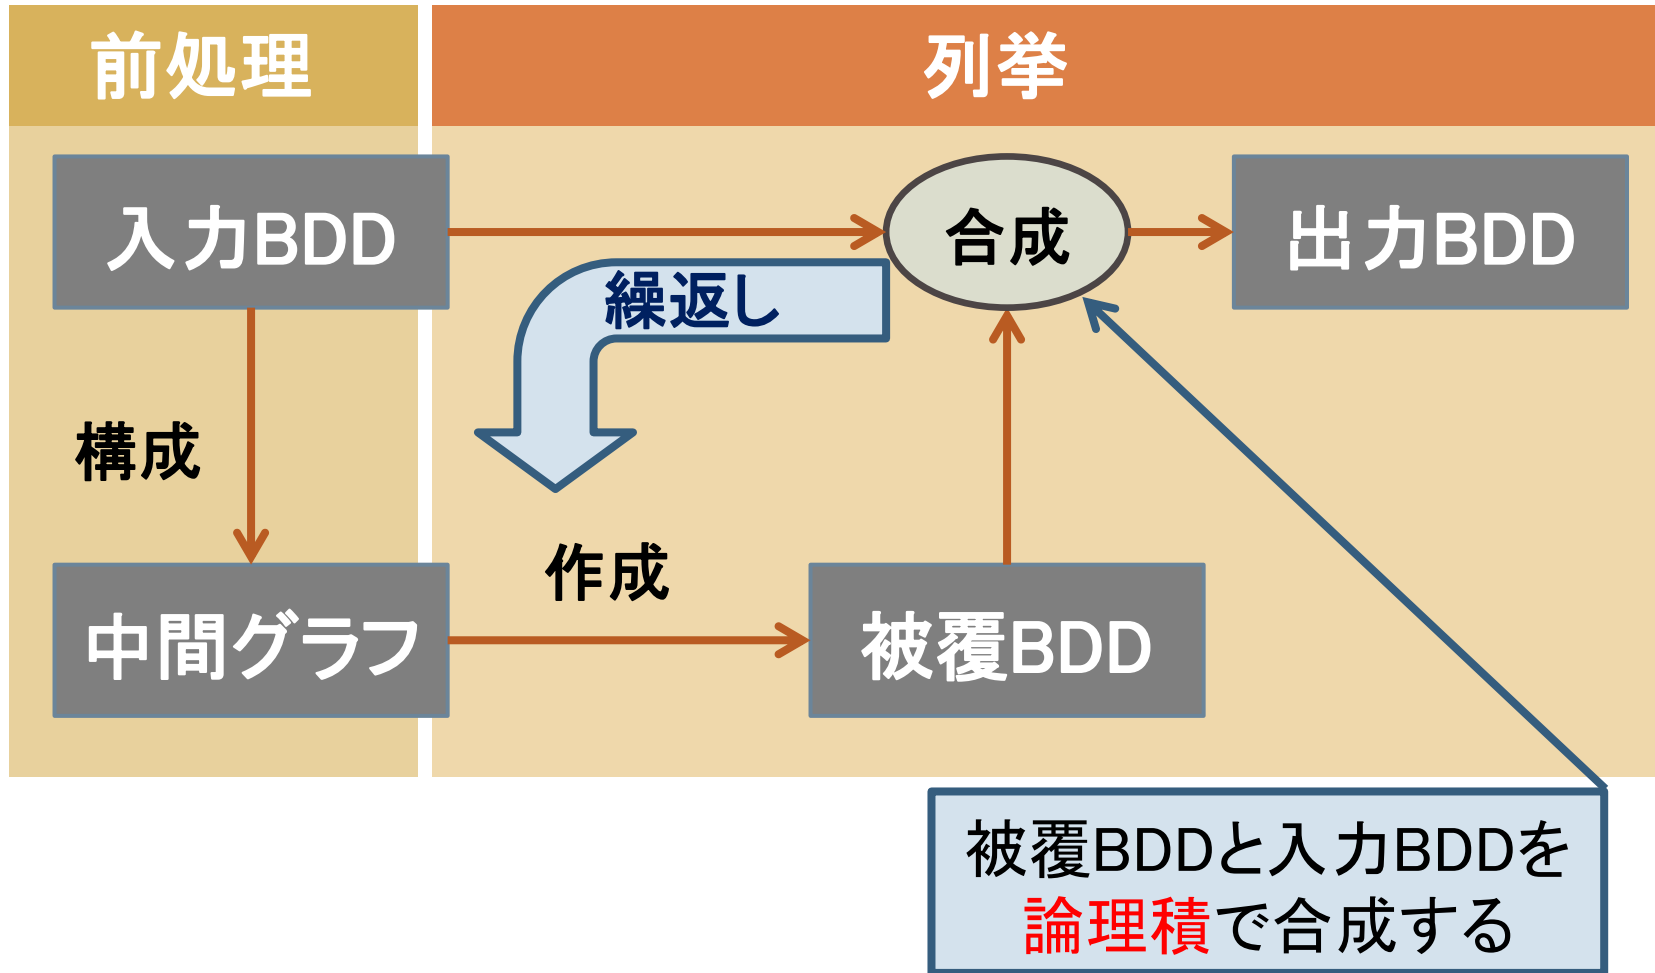 前処理
列挙
入力BDD
合成
出力BDD
繰返し
構成
作成
中間グラフ
被覆BDD
被覆BDDと入力BDDを
論理積で合成する